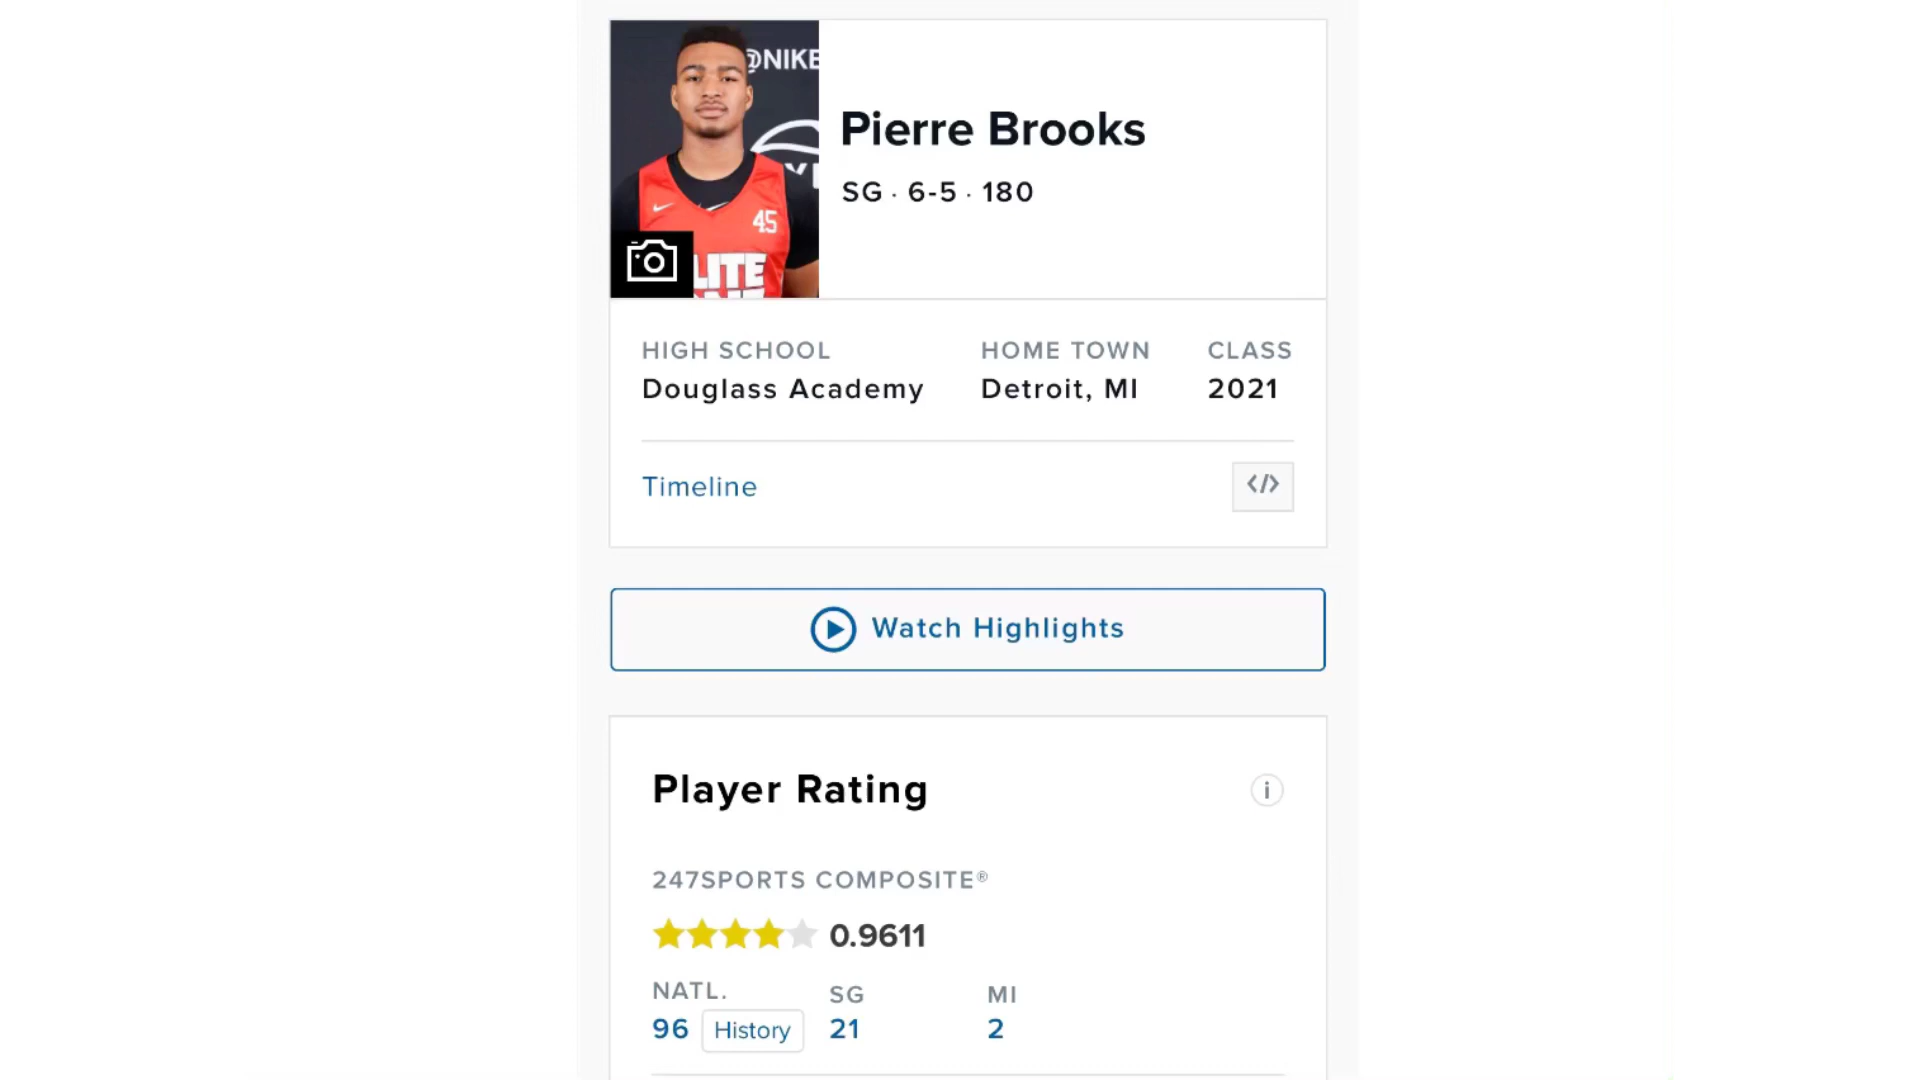 @NIKE
Pierre Brooks
SG · 6-5 · 180
45
LITE
HIGH SCHOOL HOME TOWN CLASS
Douglass Academy Detroit, MI 2021
Timeline </>
Watch Highlights
Player Rating i
247SPORTS COMPOSITE®
0.9611
NATL. SG MI
96 History 21 2